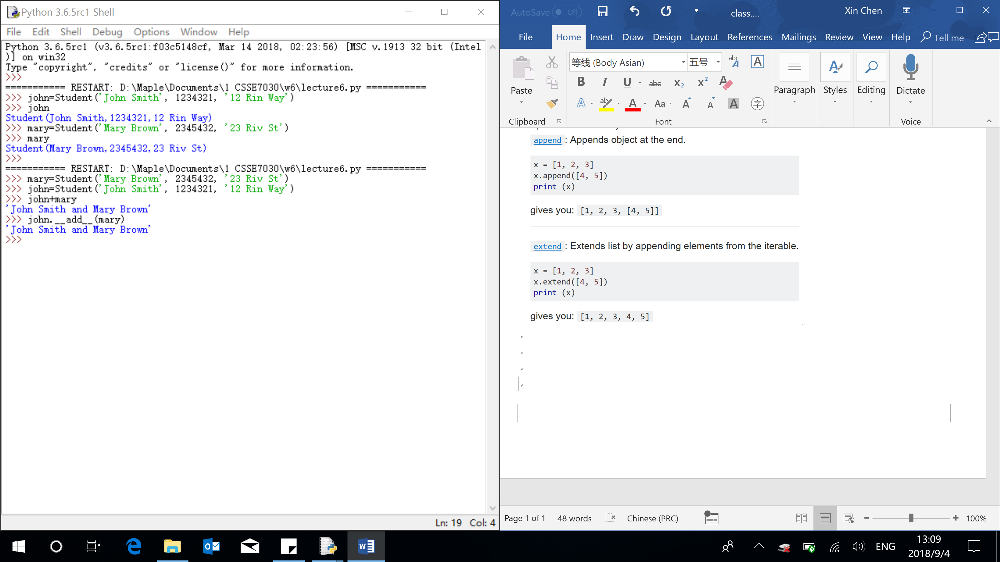 Python 3.6.5rc1 Shell
File Edit Shell Debug Options Window Help
Python 3.6.5rc1 (v3.6.5rc1:f03c5148cf, Mar 14 2018, 02:23:56) [MSC v.1913 32 bit (Intel
)] on win32
Type "copyright", "credits" or "license()" for more information.
>>>
=========== RESTART: D:\Maple\Documents\1 CSSE7030\w6\lecture6.py ===========
>>> john=Student('John Smith', 1234321, '12 Rin Way')
>>> john
Student(John Smith,1234321,12 Rin Way)
>>> mary=Student('Mary Brown', 2345432, '23 Riv St')
>>> mary
Student(Mary Brown,2345432,23 Riv St)
>>>
=========== RESTART: D:\Maple\Documents\1 CSSE7030\w6\lecture6.py ===========
>>> mary=Student('Mary Brown', 2345432, '23 Riv St')
>>> john=Student('John Smith', 1234321, '12 Rin Way')
>>> john+mary
'John Smith and Mary Brown'
>>> john.__add__(mary)
'John Smith and Mary Brown'
>>>
Ln: 19 Col: 4
AutoSave Off class.... Xin Chen
File Home Insert Draw Design Layout References Mailings Review View Help Tell me
等线 (Body Asian) 五号 abc A A
Paste B I U abc X₂ X² A
A ab A Aa A A A 字
Paragraph Styles Editing Dictate
Clipboard Font Voice
append : Appends object at the end.
x = [1, 2, 3]
x.append([4, 5])
print (x)
gives you: [1, 2, 3, [4, 5]]
extend : Extends list by appending elements from the iterable.
x = [1, 2, 3]
x.extend([4, 5])
print (x)
gives you: [1, 2, 3, 4, 5]
Page 1 of 1 48 words Chinese (PRC) 100%
ENG 13:09
2018/9/4